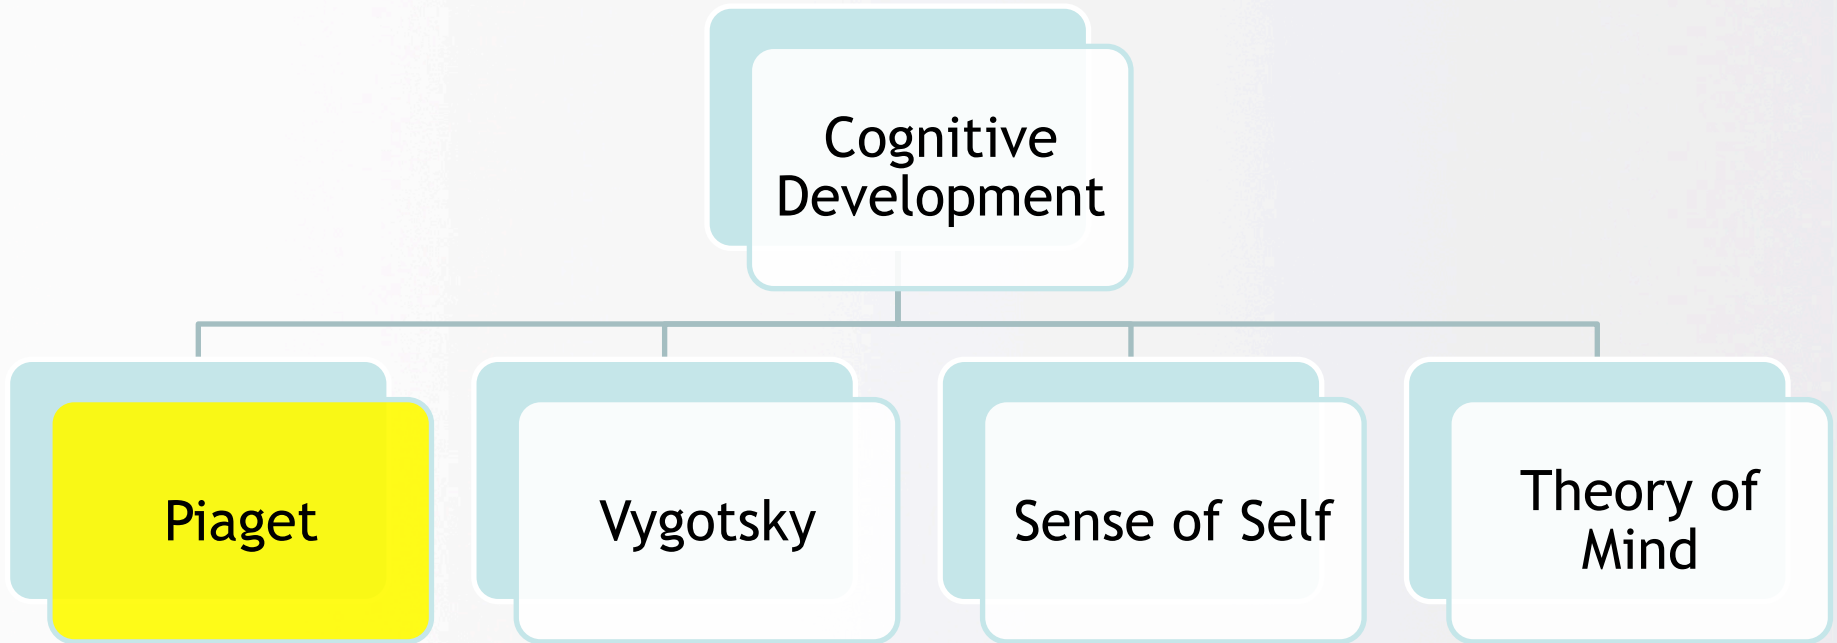 Cognitive
Development
Piaget
Vygotsky
Sense of Self
Theory of
Mind